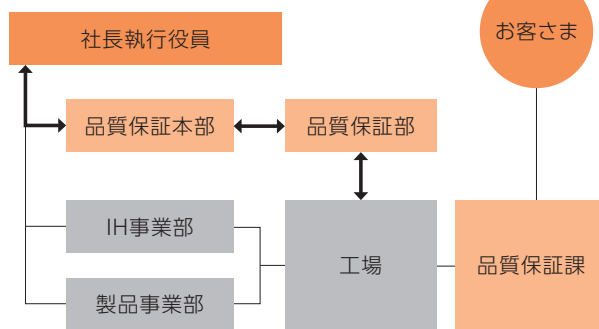 社長執行役員
お客さま
品質保証本部
品質保証部
IH事業部
工場
品質保証課
製品事業部